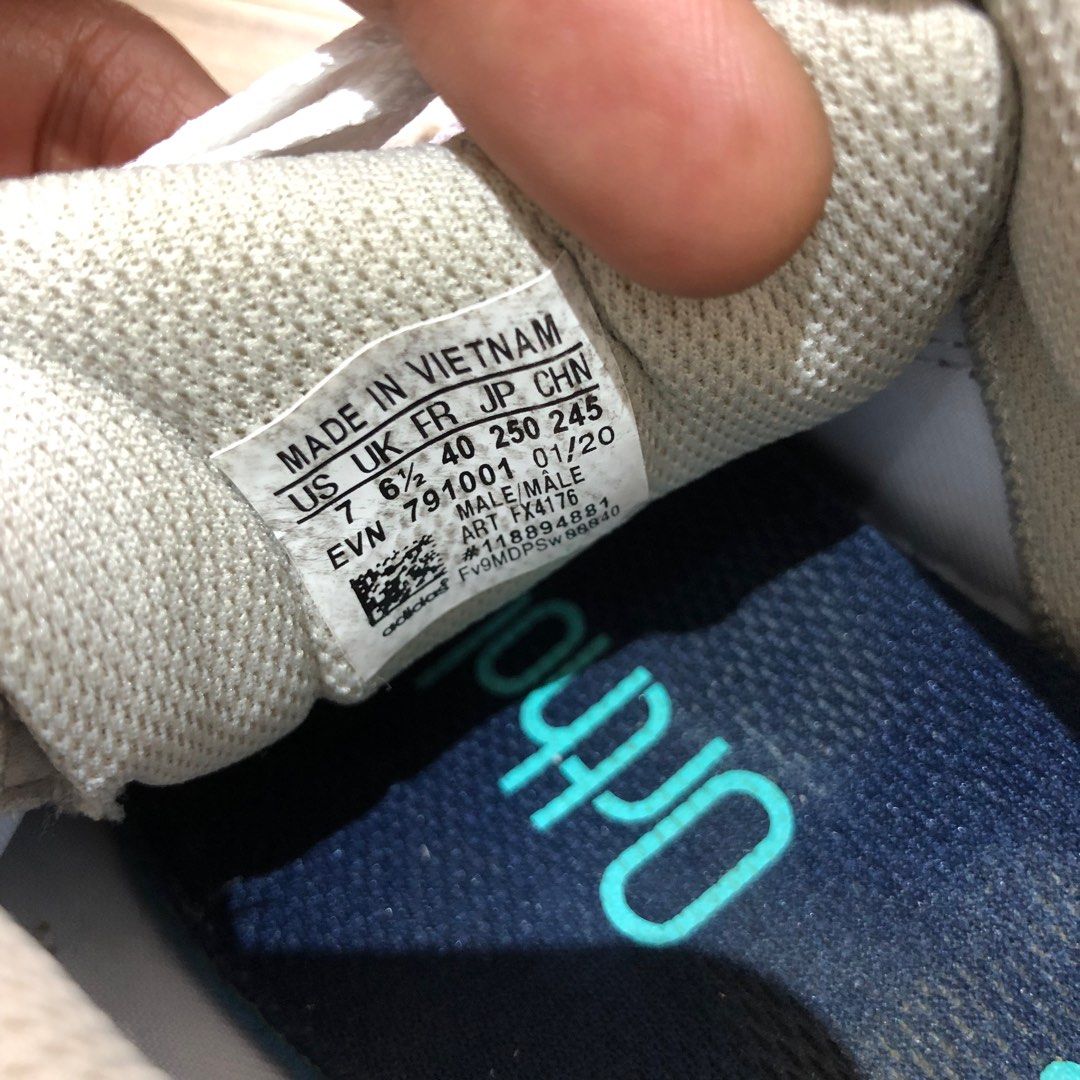 MADE IN VIETNAM
US UK FR JP CHN
7 6½ 40 250 245
EVN 791001 01/20
MALE/MÂLE
ART FX4176
#118894881
adidas
ortho